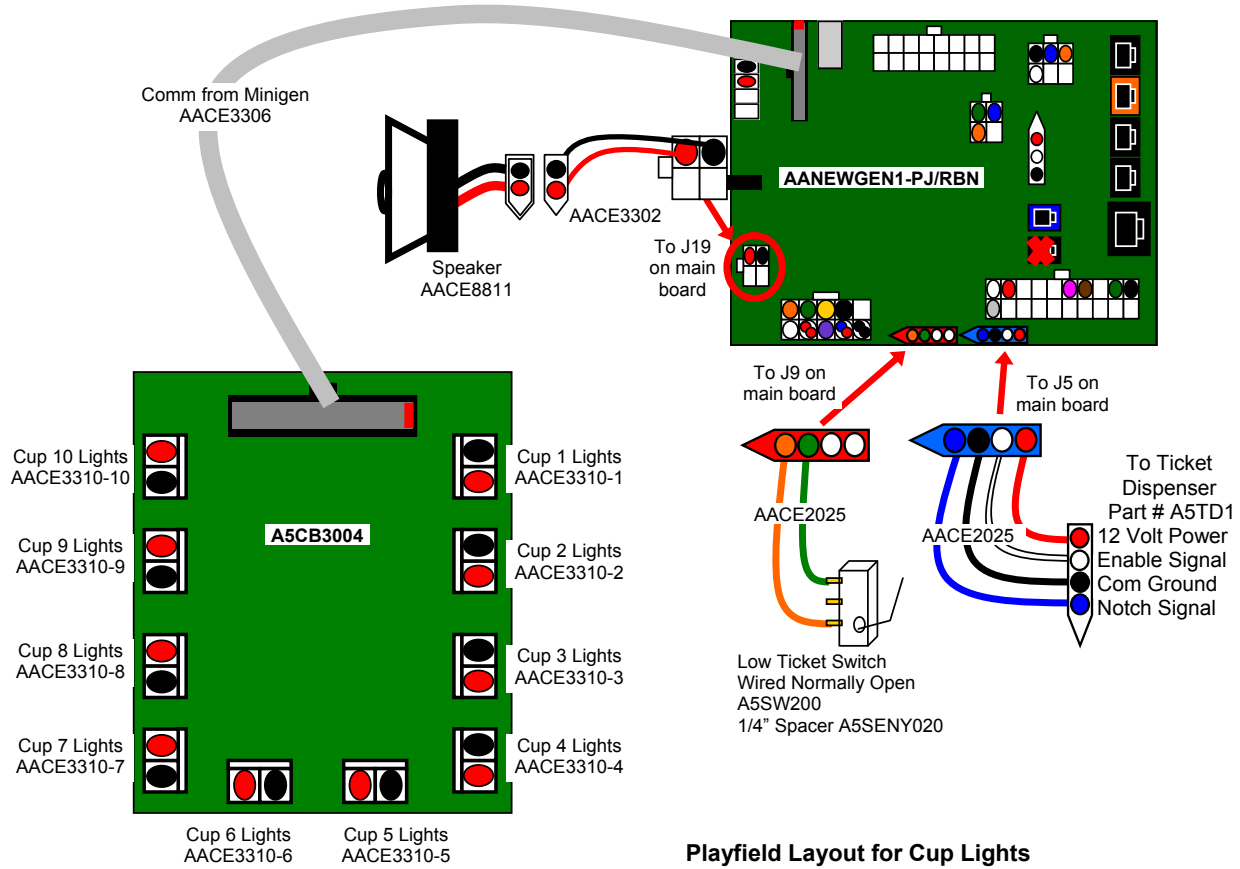 Comm from Minigen
AACE3306
AANEWGEN1-PJ/RBN
AACE3302
Speaker
AACE8811
To J19
on main
board
To J9 on
main board
To J5 on
main board
Cup 10 Lights
AACE3310-10
Cup 1 Lights
AACE3310-1
A5CB3004
Cup 9 Lights
AACE3310-9
Cup 2 Lights
AACE3310-2
Cup 8 Lights
AACE3310-8
Cup 3 Lights
AACE3310-3
Cup 7 Lights
AACE3310-7
Cup 4 Lights
AACE3310-4
Cup 6 Lights
AACE3310-6
Cup 5 Lights
AACE3310-5
AACE2025
Low Ticket Switch
Wired Normally Open
A5SW200
1/4” Spacer A5SENY020
AACE2025
To Ticket
Dispenser
Part # A5TD1
12 Volt Power
Enable Signal
Com Ground
Notch Signal
Playfield Layout for Cup Lights